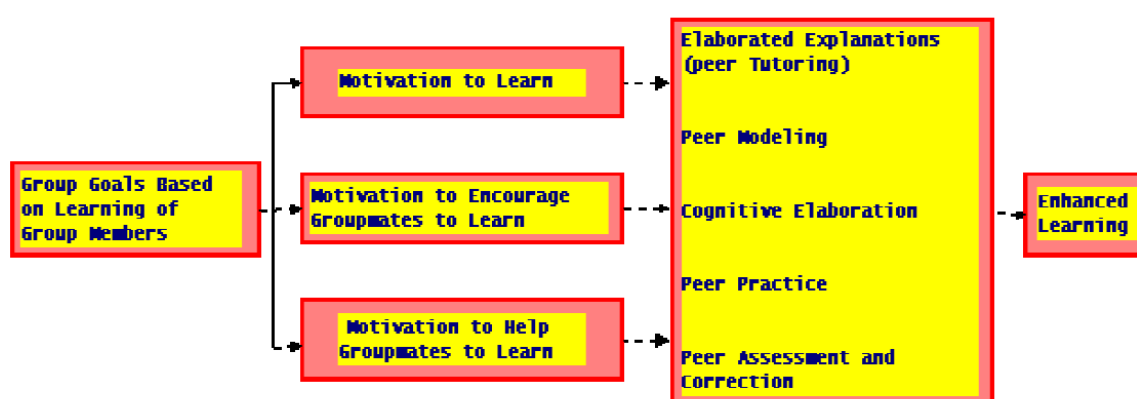 Group Goals Based
on Learning of
Group Members
Motivation to Learn
Motivation to Encourage
Groupmates to Learn
Motivation to Help
Groupmates to Learn
Elaborated Explanations
(peer Tutoring)
Peer Modeling
Cognitive Elaboration
Peer Practice
Peer Assessment and
Correction
Enhanced
Learning